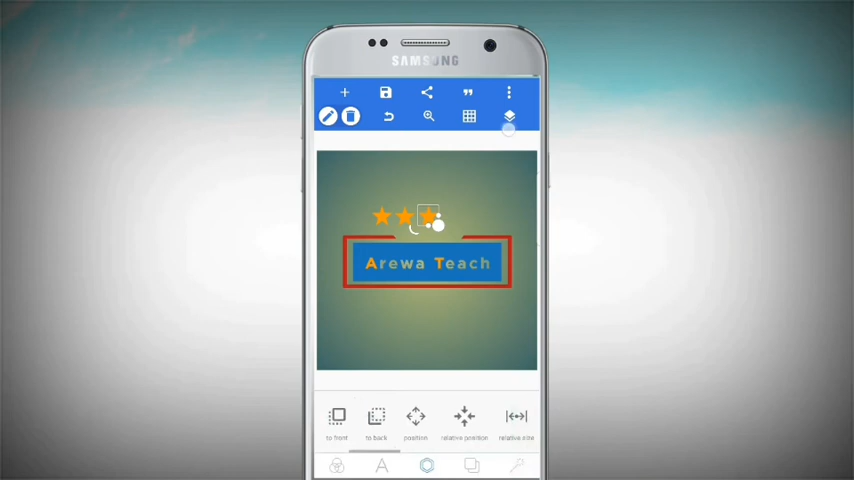 SAMSUNG
Arewa Teach
to front
to back
position
relative position
relative size